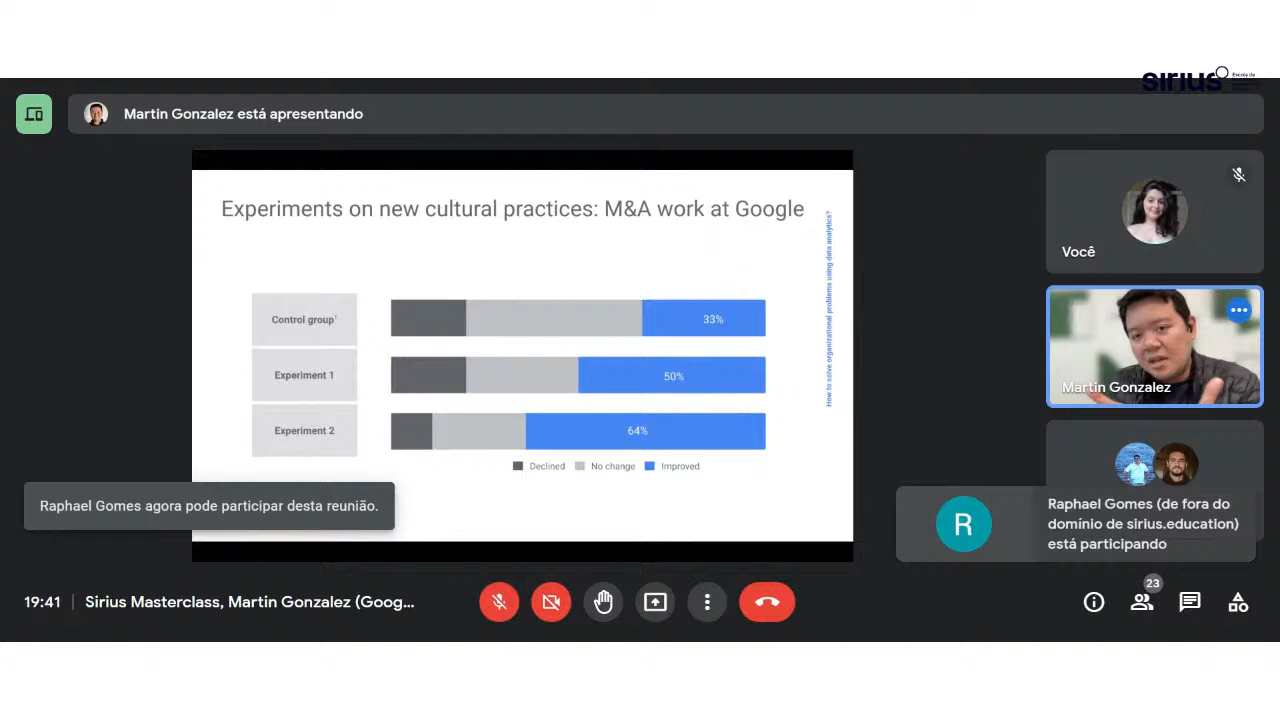 sirius
Escola de
Martin Gonzalez está apresentando
Experiments on new cultural practices: M&A work at Google
How to solve organizational problems using data analytics?
Control group¹
33%
Experiment 1
50%
Experiment 2
64%
Declined
No change
Improved
Você
Martin Gonzalez
Raphael Gomes agora pode participar desta reunião.
R
Raphael Gomes (de fora do
domínio de sirius.education)
está participando
19:41
Sirius Masterclass, Martin Gonzalez (Goog...
23